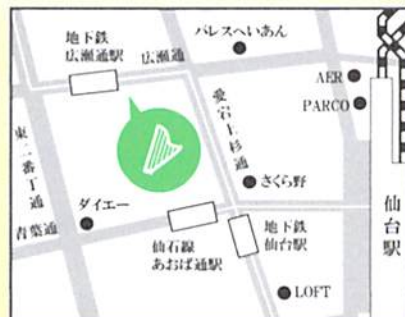 地下鉄
広瀬通駅
広瀬通
パレスへいあん
AER
PARCO
愛宕上杉通
東二番丁通
さくら野
ダイエー
青葉通
仙石線
あおば通駅
地下鉄
仙台駅
仙台駅
LOFT